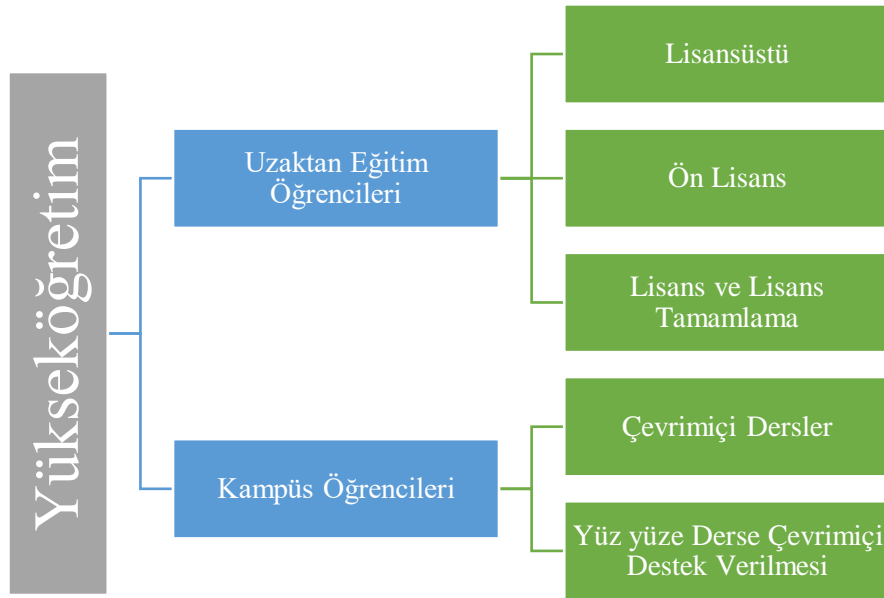 Yükseköğretim
Uzaktan Eğitim
Öğrencileri
Lisansüstü
Ön Lisans
Lisans ve Lisans
Tamamlama
Kampüs Öğrencileri
Çevrimiçi Dersler
Yüz yüze Derse Çevrimiçi
Destek Verilmesi